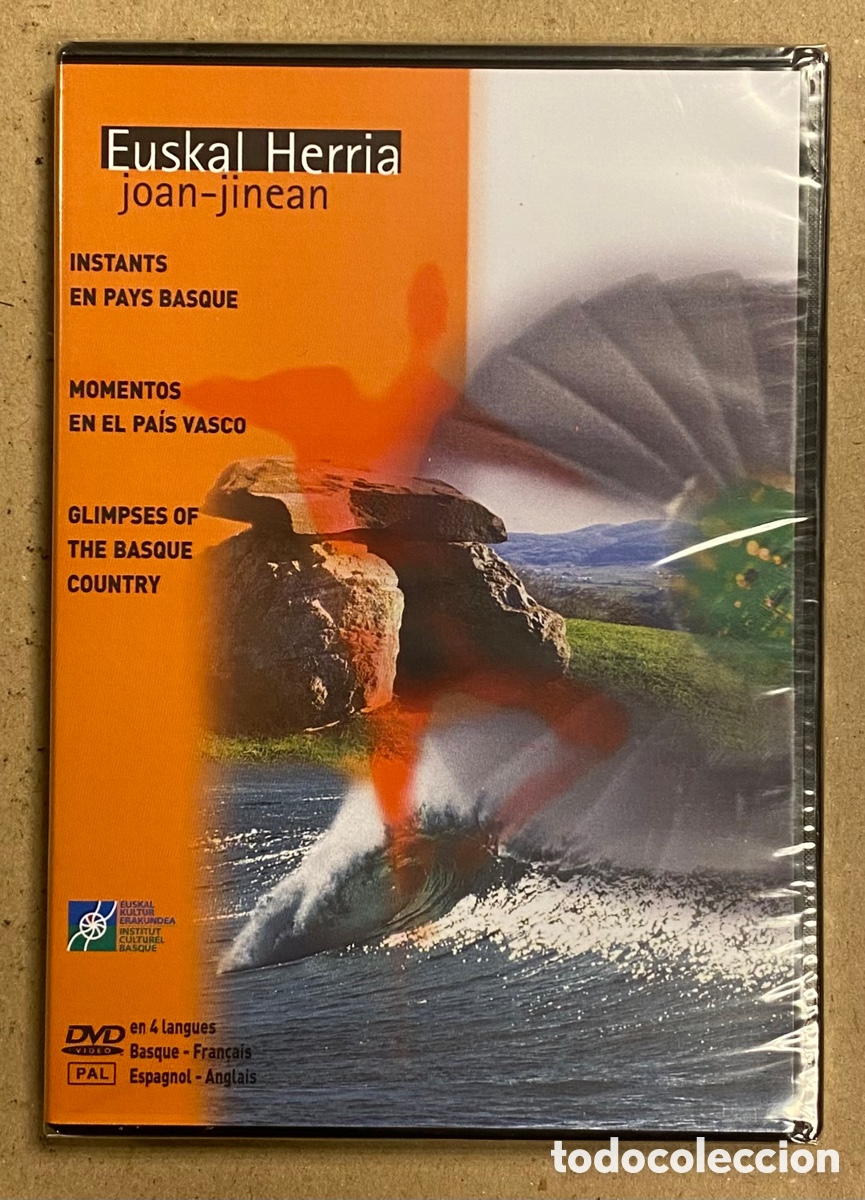 Euskal Herria
joan-jinean
INSTANTS
EN PAYS BASQUE
MOMENTOS
EN EL PAÍS VASCO
GLIMPSES OF
THE BASQUE
COUNTRY
EUSKAL
KULTUR
ERAKUNDEA
INSTITUT
CULTUREL
BASQUE
DVD
VIDEO
PAL
en 4 langues
Basque - Français
Espagnol - Anglais
todocoleccion